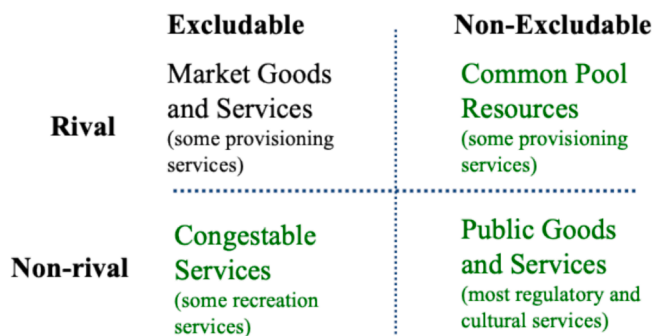 Excludable
Non-Excludable
Rival
Market Goods
and Services
(some provisioning
services)
Common Pool
Resources
(some provisioning
services)
Non-rival
Congestable
Services
(some recreation
services)
Public Goods
and Services
(most regulatory and
cultural services)